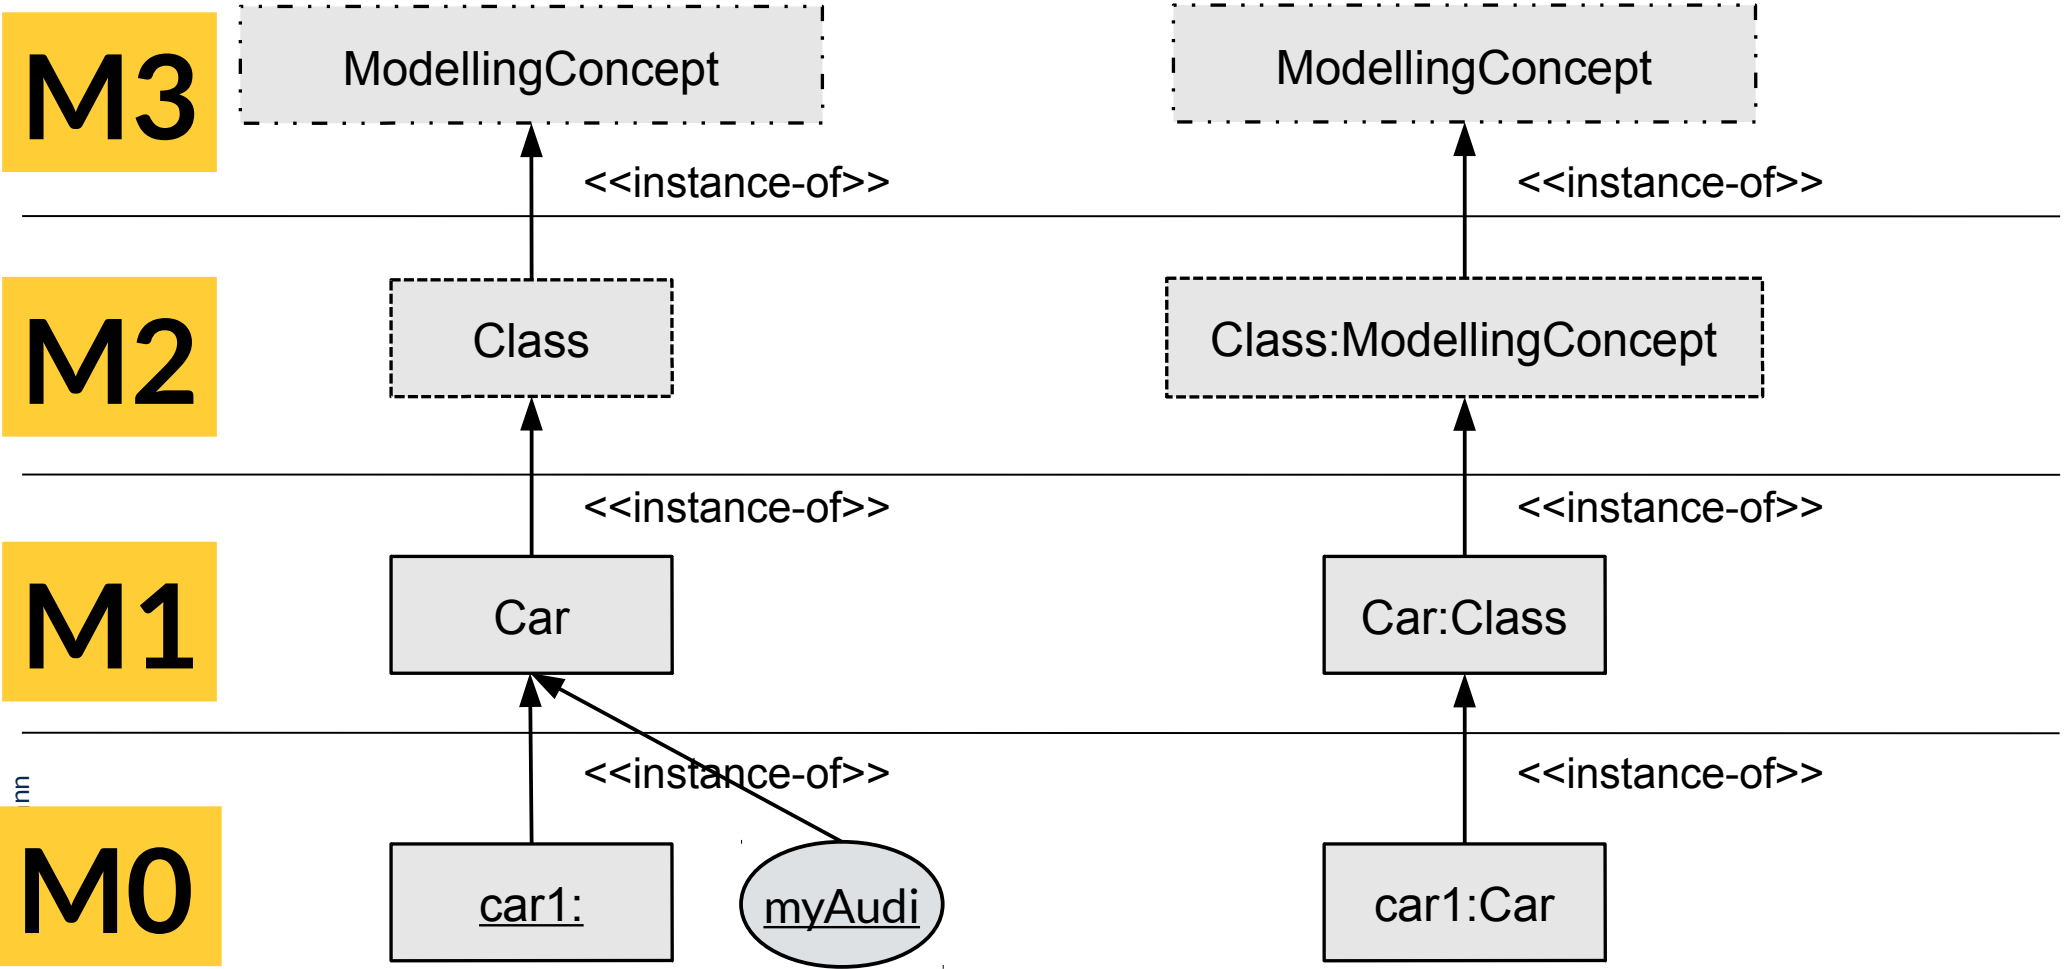 M3
ModellingConcept
ModellingConcept
<<instance-of>>
<<instance-of>>
M2
Class
Class:ModellingConcept
<<instance-of>>
<<instance-of>>
M1
Car
Car:Class
<<instance-of>>
<<instance-of>>
nn
M0
car1:
myAudi
car1:Car